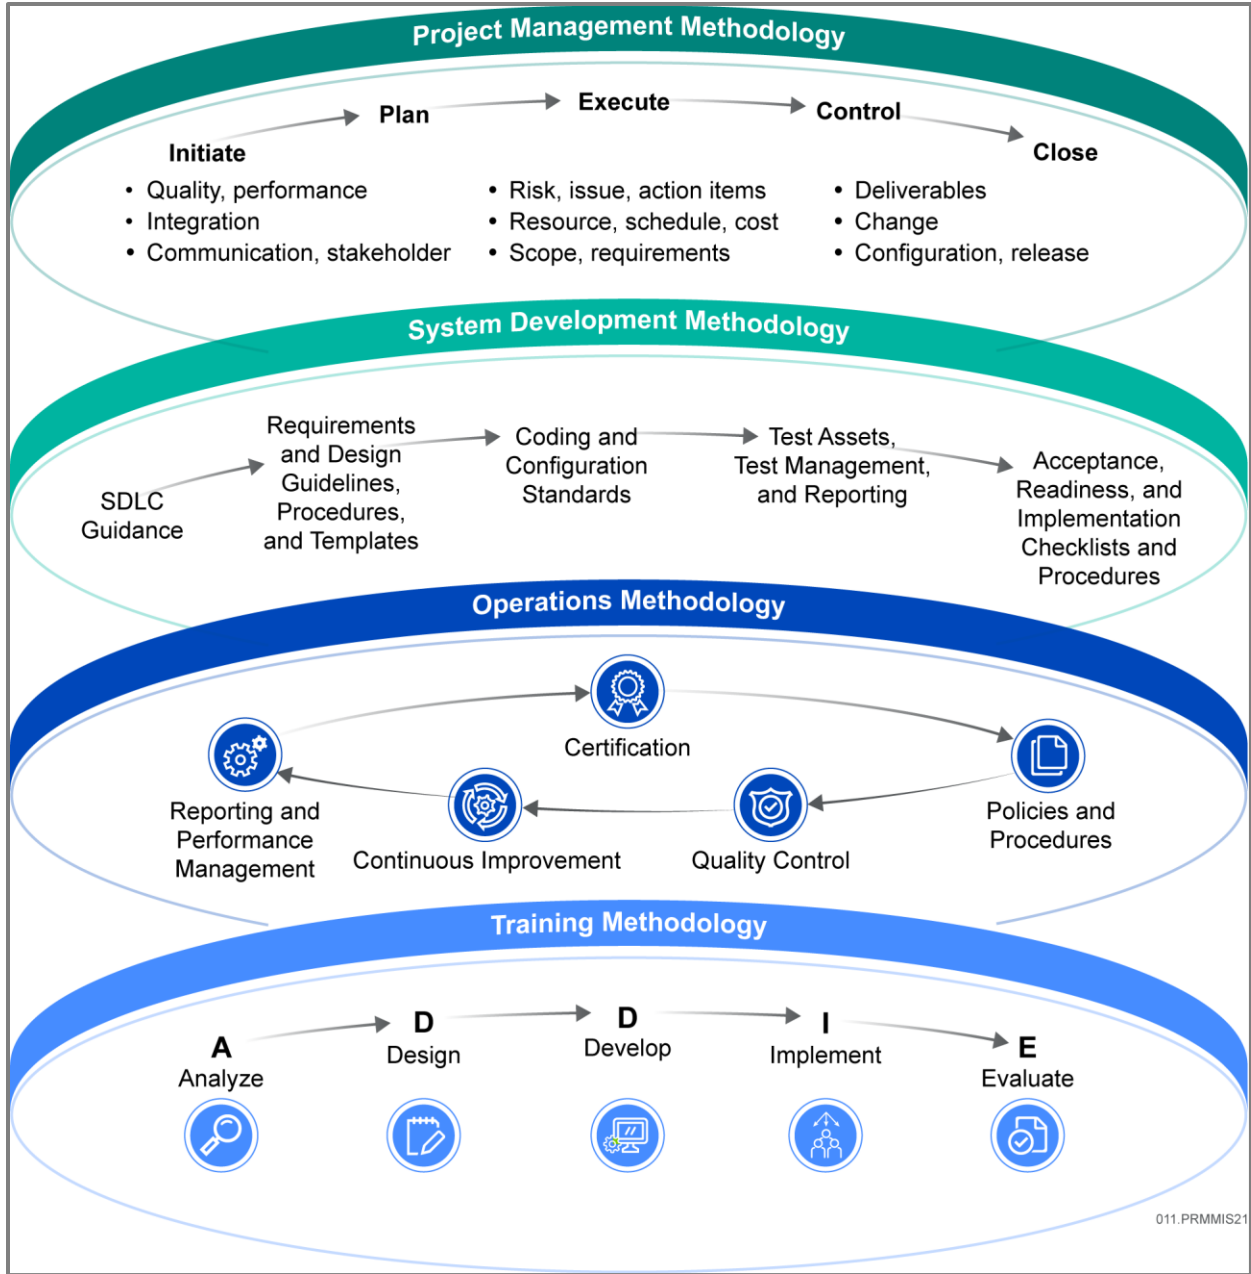 Project Management Methodology
Initiate
Plan
Execute
Control
Close
• Quality, performance
• Integration
• Communication, stakeholder
• Risk, issue, action items
• Resource, schedule, cost
• Scope, requirements
• Deliverables
• Change
• Configuration, release
System Development Methodology
SDLC
Guidance
Requirements
and Design
Guidelines,
Procedures,
and Templates
Coding and
Configuration
Standards
Test Assets,
Test Management,
and Reporting
Acceptance,
Readiness, and
Implementation
Checklists and
Procedures
Operations Methodology
Certification
Reporting and
Performance
Management
Continuous Improvement
Quality Control
Policies and
Procedures
Training Methodology
A
Analyze
D
Design
D
Develop
I
Implement
E
Evaluate
011.PRMMIS21